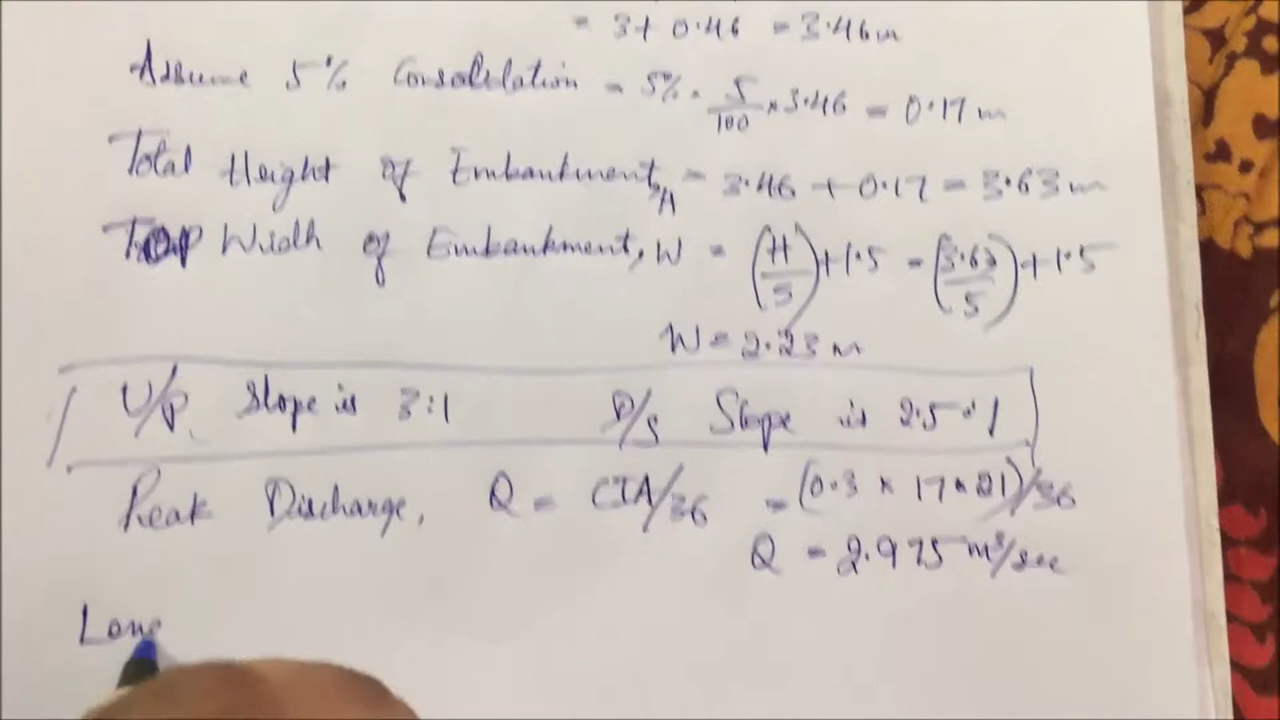 = 3 + 0.46 = 3.46m
Assume 5% Consolidation = 5% = 5/100 × 3.46 = 0.17 m
Total Height of Embankment, H = 3.46 + 0.17 = 3.63 m
Top Width of Embankment, W = (H/5) + 1.5 = (3.63/5) + 1.5
W = 2.23 m
U/P Slope is 3:1 D/S Slope is 2.5:1
Peak Discharge, Q = CIA/36 = (0.3 × 17 × 21)/36
Q = 2.975 m³/sec
Lon